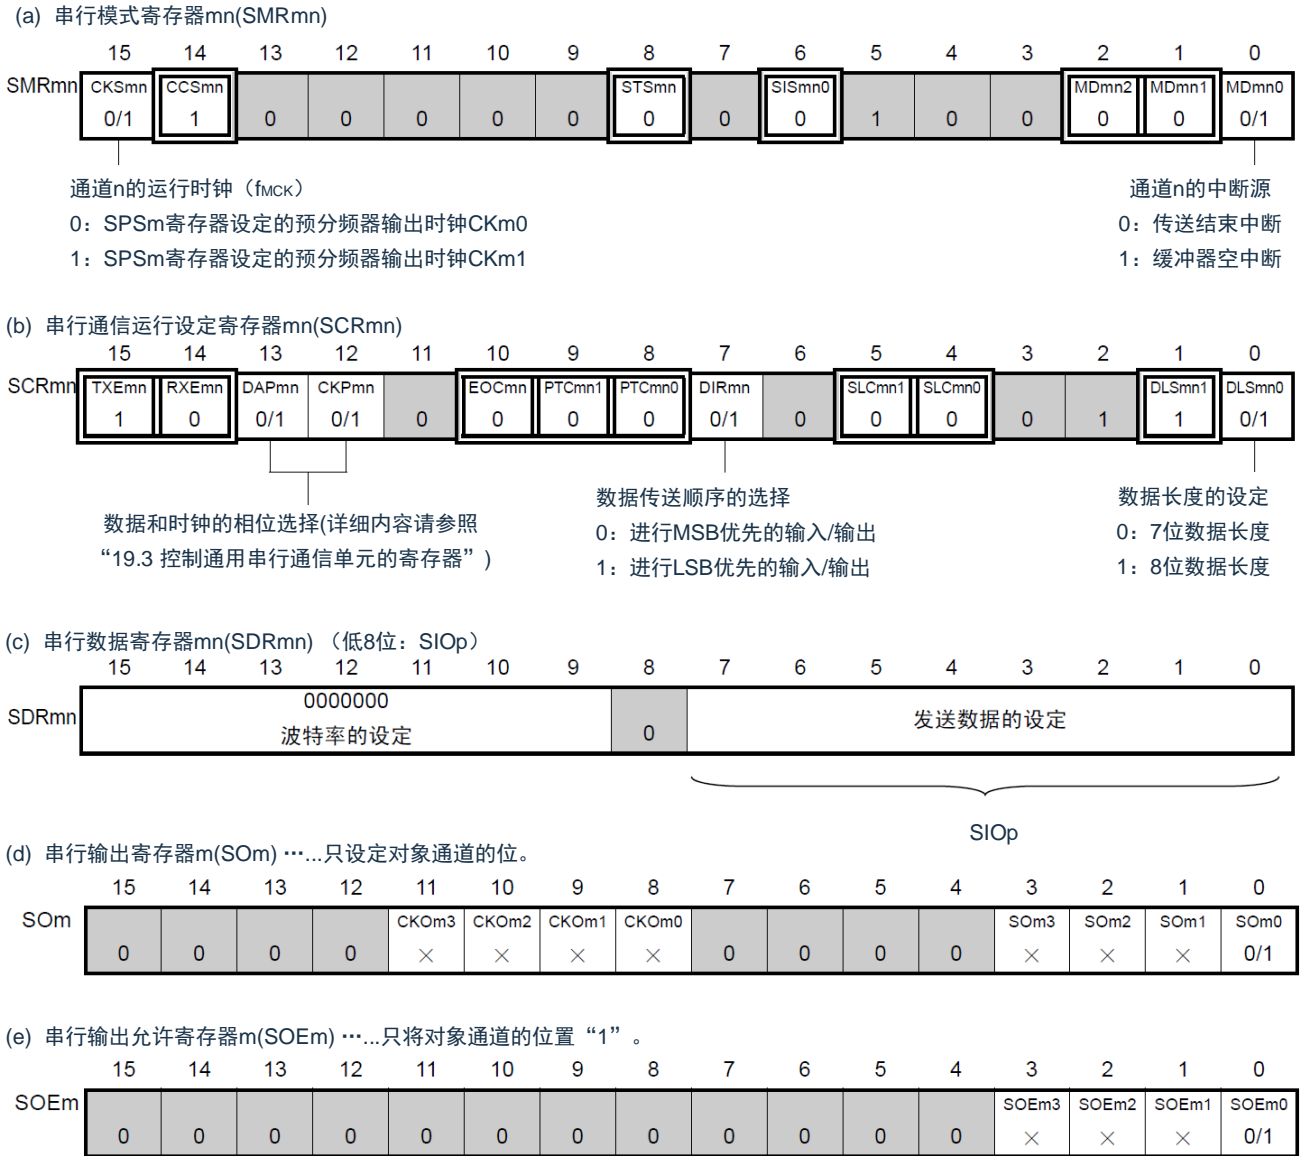 (a) 串行模式寄存器mn(SMRmn)
15 14 13 12 11 10 9 8 7 6 5 4 3 2 1 0
SMRmn CKSmn CCSmn STSmn SISmn0 MDmn2 MDmn1 MDmn0
0/1 1 0 0 0 0 0 0 0 0 1 0 0 0 0 0/1
通道n的运行时钟（fMCK） 通道n的中断源
0：SPSm寄存器设定的预分频器输出时钟CKm0 0：传送结束中断
1：SPSm寄存器设定的预分频器输出时钟CKm1 1：缓冲器空中断
(b) 串行通信运行设定寄存器mn(SCRmn)
15 14 13 12 11 10 9 8 7 6 5 4 3 2 1 0
SCRmn TXEmn RXEmn DAPmn CKPmn EOCmn PTCmn1 PTCmn0 DIRmn SLCmn1 SLCmn0 DLSmn1 DLSmn0
1 0 0/1 0/1 0 0 0 0 0/1 0 0 0 0 1 1 0/1
数据和时钟的相位选择(详细内容请参照
“19.3 控制通用串行通信单元的寄存器”)
数据传送顺序的选择
0：进行MSB优先的输入/输出
1：进行LSB优先的输入/输出
数据长度的设定
0：7位数据长度
1：8位数据长度
(c) 串行数据寄存器mn(SDRmn) （低8位：SIOp）
15 14 13 12 11 10 9 8 7 6 5 4 3 2 1 0
SDRmn 0000000 发送数据的设定
波特率的设定 0
SIOp
(d) 串行输出寄存器m(SOm) ⋯...只设定对象通道的位。
15 14 13 12 11 10 9 8 7 6 5 4 3 2 1 0
SOm CKOm3 CKOm2 CKOm1 CKOm0 SOm3 SOm2 SOm1 SOm0
0 0 0 0 × × × × 0 0 0 0 × × × 0/1
(e) 串行输出允许寄存器m(SOEm) ⋯...只将对象通道的位置“1”。
15 14 13 12 11 10 9 8 7 6 5 4 3 2 1 0
SOEm SOEm3 SOEm2 SOEm1 SOEm0
0 0 0 0 0 0 0 0 0 0 0 0 × × × 0/1